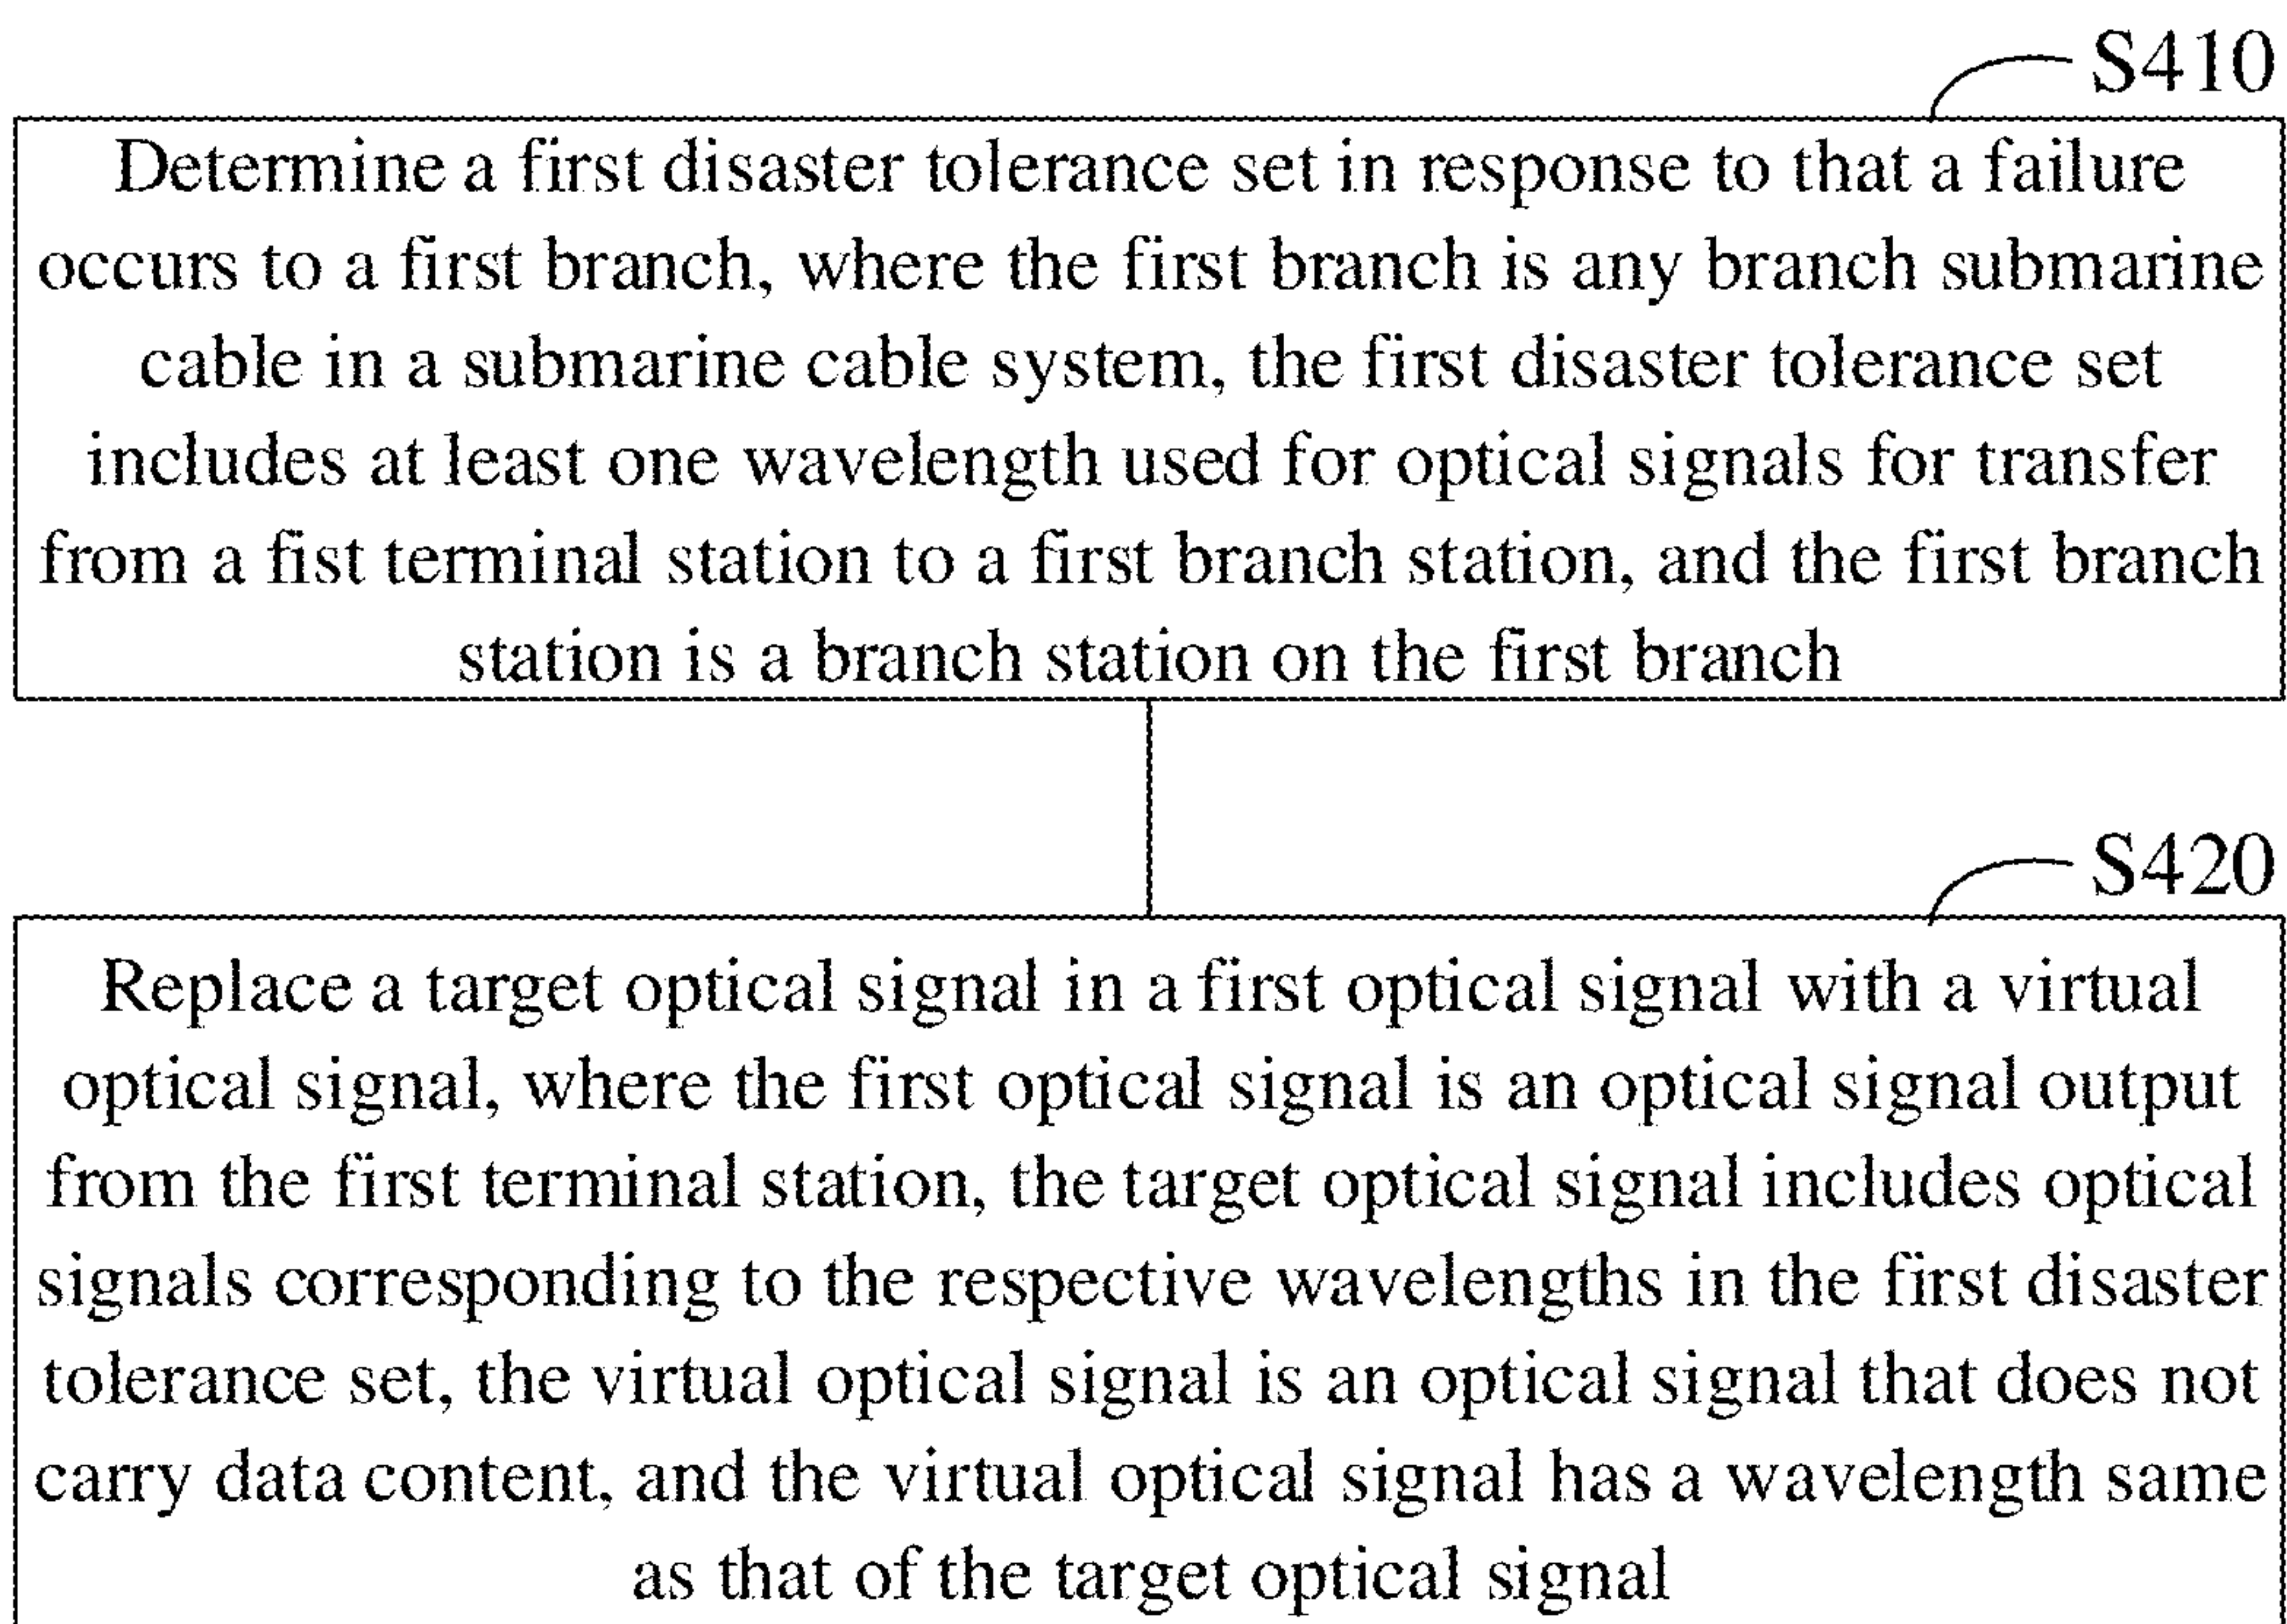 S410
Determine a first disaster tolerance set in response to that a failure
occurs to a first branch, where the first branch is any branch submarine
cable in a submarine cable system, the first disaster tolerance set
includes at least one wavelength used for optical signals for transfer
from a fist terminal station to a first branch station, and the first branch
station is a branch station on the first branch
S420
Replace a target optical signal in a first optical signal with a virtual
optical signal, where the first optical signal is an optical signal output
from the first terminal station, the target optical signal includes optical
signals corresponding to the respective wavelengths in the first disaster
tolerance set, the virtual optical signal is an optical signal that does not
carry data content, and the virtual optical signal has a wavelength same
as that of the target optical signal